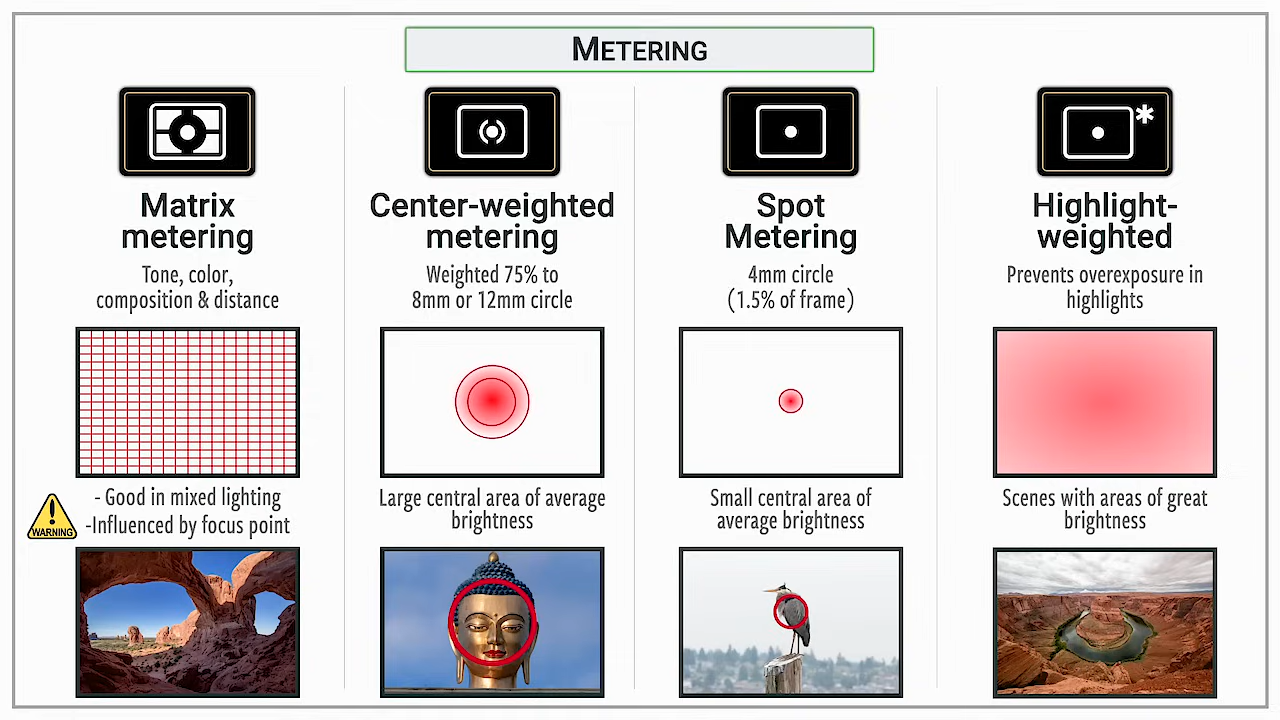 METERING
Matrix
metering
Tone, color,
composition & distance
- Good in mixed lighting
-Influenced by focus point
WARNING
Center-weighted
metering
Weighted 75% to
8mm or 12mm circle
Large central area of average
brightness
Spot
Metering
4mm circle
(1.5% of frame)
Small central area of
average brightness
Highlight-
weighted
Prevents overexposure in
highlights
Scenes with areas of great
brightness